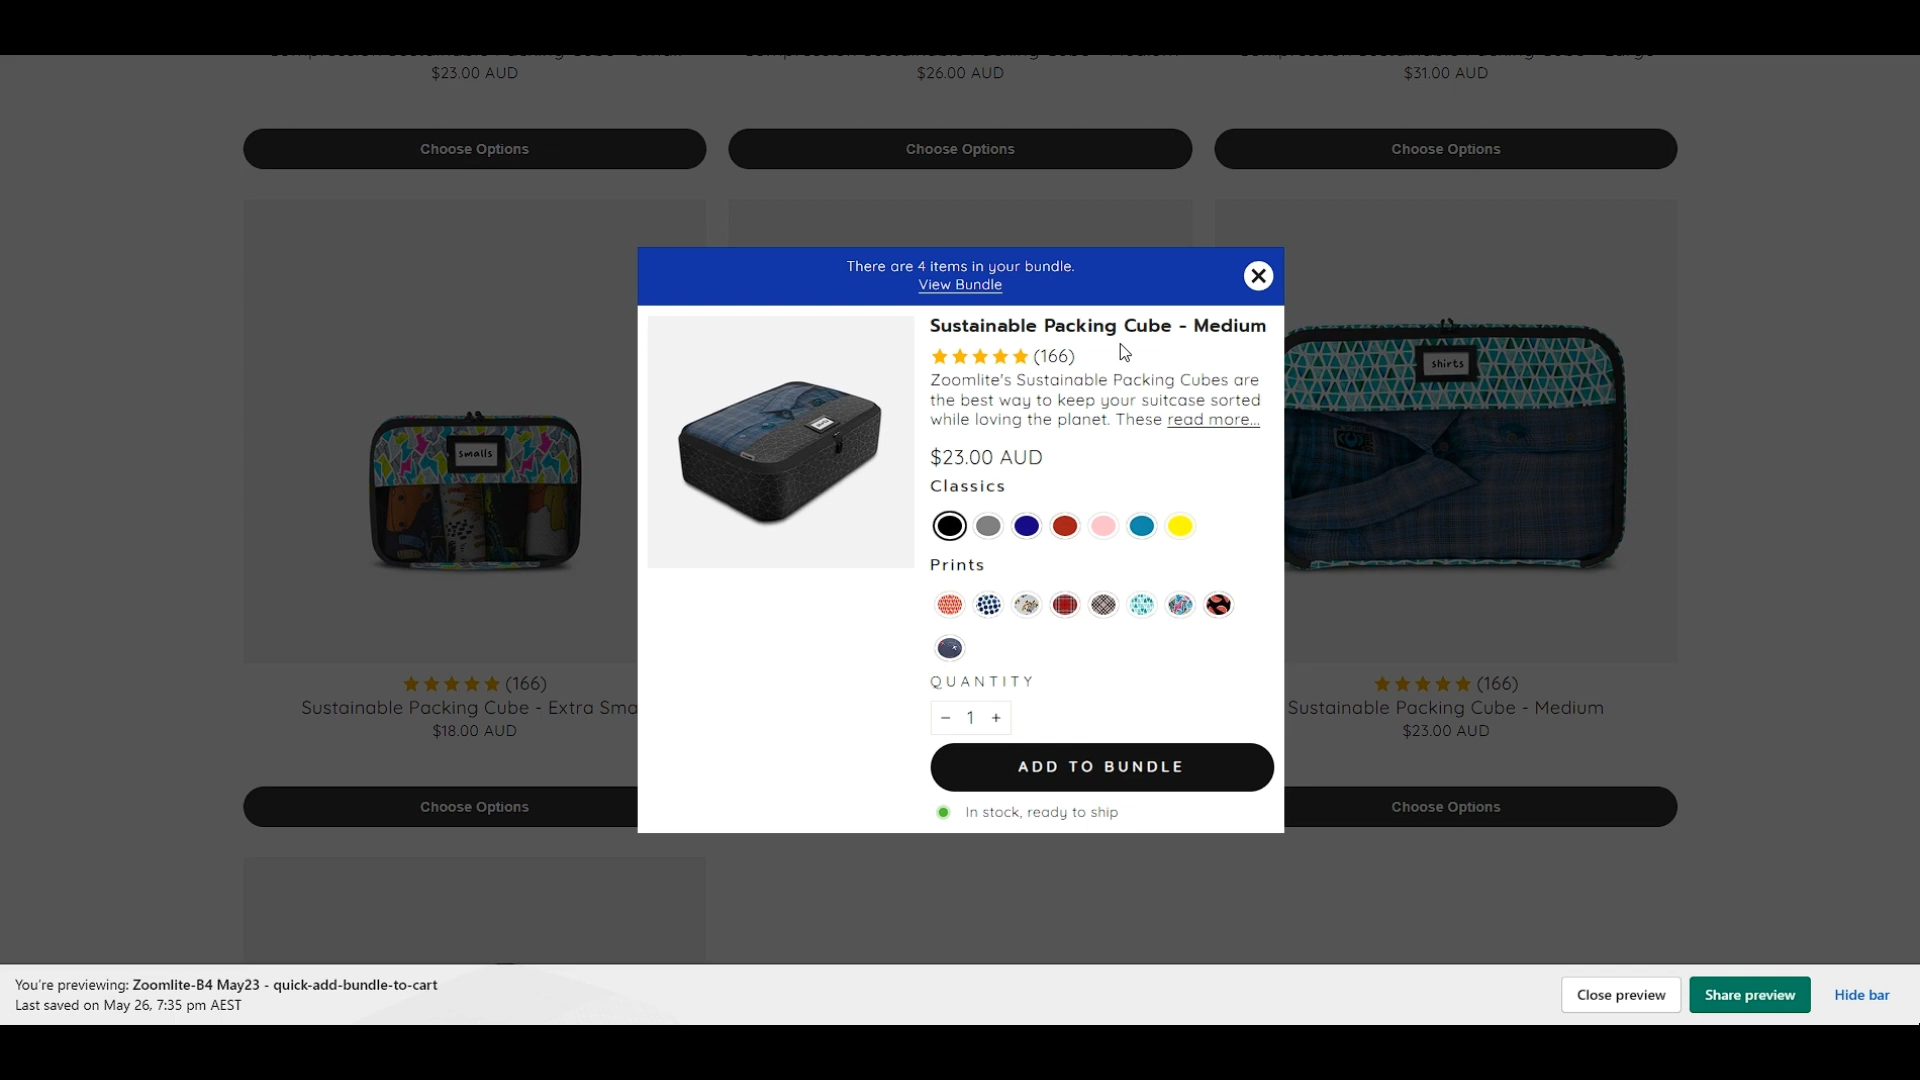 $23.00 AUD
$26.00 AUD
$31.00 AUD
Choose Options
Choose Options
Choose Options
There are 4 items in your bundle.
View Bundle
Sustainable Packing Cube - Medium
(166)
Zoomlite's Sustainable Packing Cubes are
the best way to keep your suitcase sorted
while loving the planet. These read more...
$23.00 AUD
Classics
Prints
QUANTITY
− 1 +
ADD TO BUNDLE
In stock, ready to ship
smalls
shirts
(166)
Sustainable Packing Cube - Extra
$18.00 AUD
Choose Options
(166)
Sustainable Packing Cube - Medium
$23.00 AUD
Choose Options
You're previewing: Zoomlite-B4 May23 - quick-add-bundle-to-cart
Last saved on May 26, 7:35 pm AEST
Close preview
Share preview
Hide bar